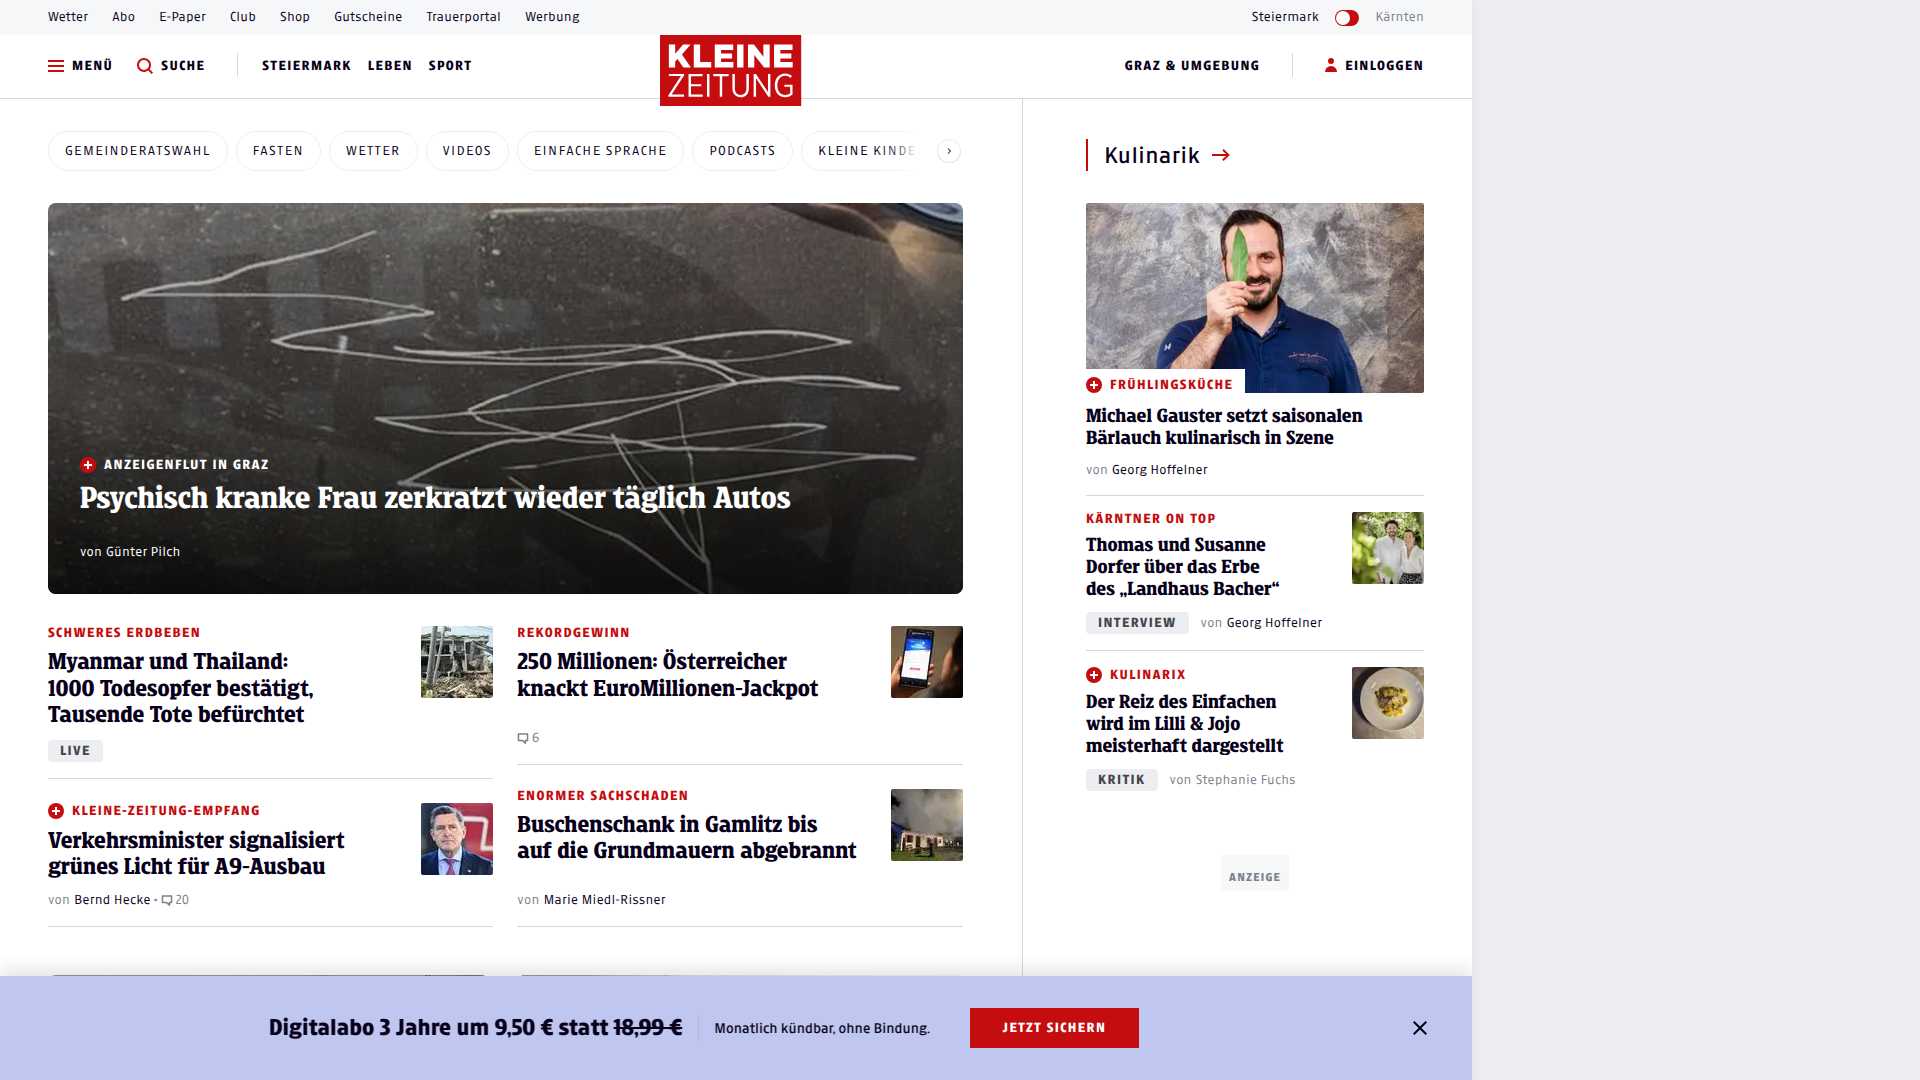 Wetter Abo E-Paper Club Shop Gutscheine Trauerportal Werbung Steiermark Kärnten
MENÜ SUCHE STEIERMARK LEBEN SPORT KLEINE ZEITUNG GRAZ & UMGEBUNG EINLOGGEN
GEMEINDERATSWAHL FASTEN WETTER VIDEOS EINFACHE SPRACHE PODCASTS KLEINE KINDE
ANZEIGENFLUT IN GRAZ
Psychisch kranke Frau zerkratzt wieder täglich Autos
von Günter Pilch
SCHWERES ERDBEBEN
Myanmar und Thailand:
1000 Todesopfer bestätigt,
Tausende Tote befürchtet
LIVE
REKORDGEWINN
250 Millionen: Österreicher
knackt EuroMillionen-Jackpot
6
KLEINE-ZEITUNG-EMPFANG
Verkehrsminister signalisiert
grünes Licht für A9-Ausbau
von Bernd Hecke • 20
ENORMER SACHSCHADEN
Buschenschank in Gamlitz bis
auf die Grundmauern abgebrannt
von Marie Miedl-Rissner
Kulinarik
FRÜHLINGSKÜCHE
Michael Gauster setzt saisonalen
Bärlauch kulinarisch in Szene
von Georg Hoffelner
KÄRNTNER ON TOP
Thomas und Susanne
Dorfer über das Erbe
des „Landhaus Bacher“
INTERVIEW von Georg Hoffelner
KULINARIX
Der Reiz des Einfachen
wird im Lilli & Jojo
meisterhaft dargestellt
KRITIK von Stephanie Fuchs
ANZEIGE
Digitalabo 3 Jahre um 9,50 € statt 18,99 € Monatlich kündbar, ohne Bindung. JETZT SICHERN